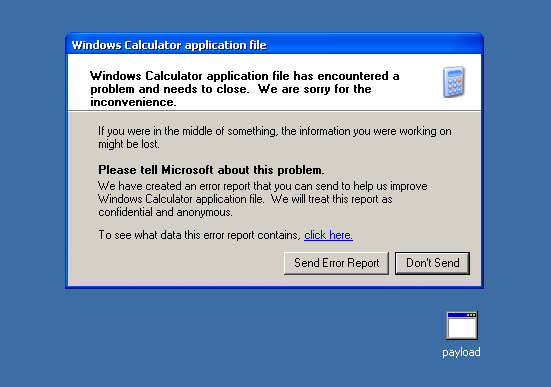 Windows Calculator application file
Windows Calculator application file has encountered a
problem and needs to close.  We are sorry for the
inconvenience.
If you were in the middle of something, the information you were working on
might be lost.
Please tell Microsoft about this problem.
We have created an error report that you can send to help us improve
Windows Calculator application file.  We will treat this report as
confidential and anonymous.
To see what data this error report contains, click here.
Send Error Report
Don't Send
payload